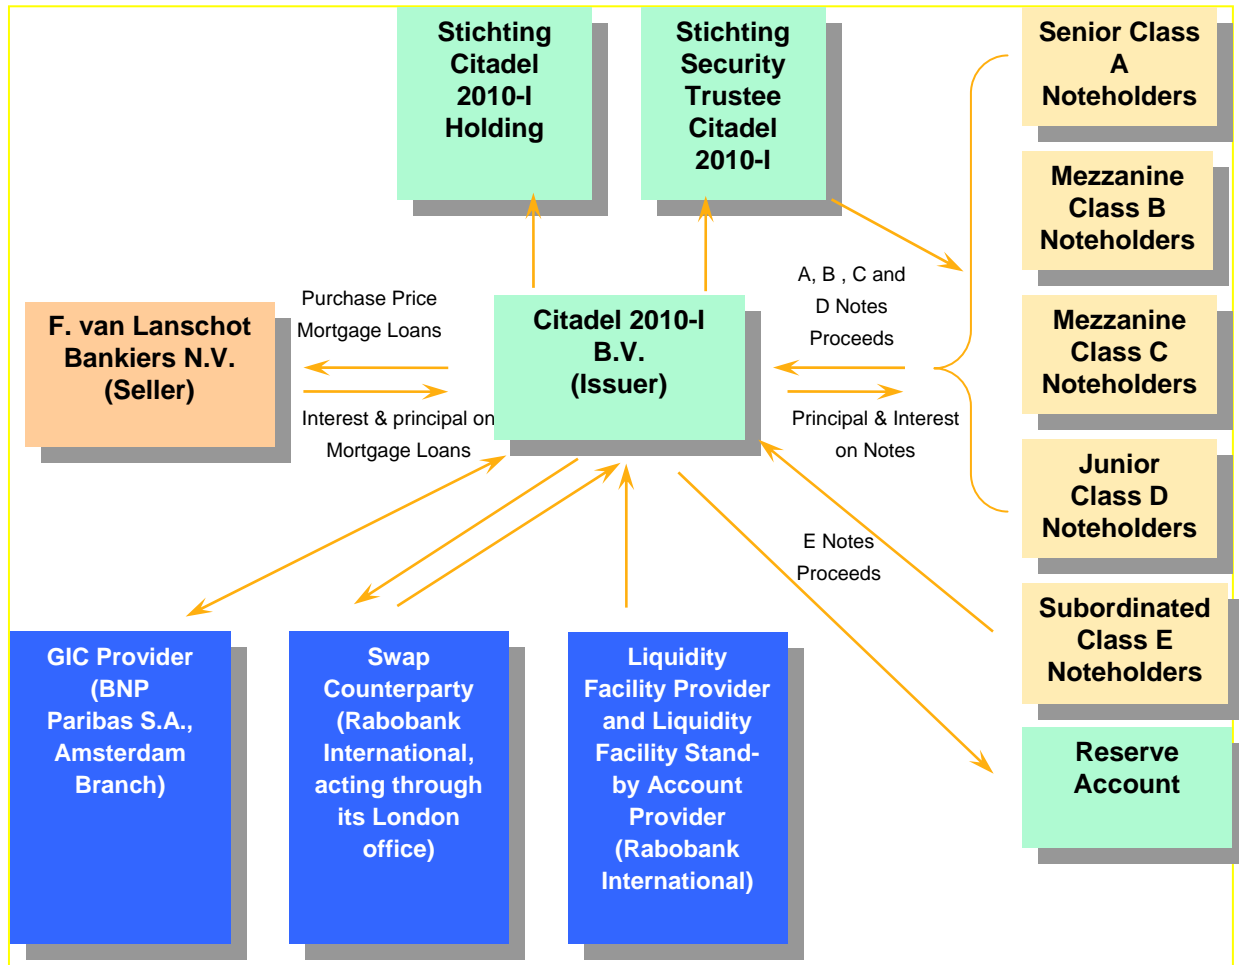 Stichting
Citadel
2010-I
Holding
Stichting
Security
Trustee
Citadel
2010-I
Senior Class
A
Noteholders
Mezzanine
Class B
Noteholders
Purchase Price
Mortgage Loans
A, B , C and
D Notes
Proceeds
F. van Lanschot
Bankiers N.V.
(Seller)
Citadel 2010-I
B.V.
(Issuer)
Mezzanine
Class C
Noteholders
Interest & principal on
Mortgage Loans
Principal & Interest
on Notes
Junior
Class D
Noteholders
E Notes
Proceeds
Subordinated
Class E
Noteholders
GIC Provider
(BNP
Paribas S.A.,
Amsterdam
Branch)
Swap
Counterparty
(Rabobank
International,
acting through
its London
office)
Liquidity
Facility Provider
and Liquidity
Facility Stand-
by Account
Provider
(Rabobank
International)
Reserve
Account